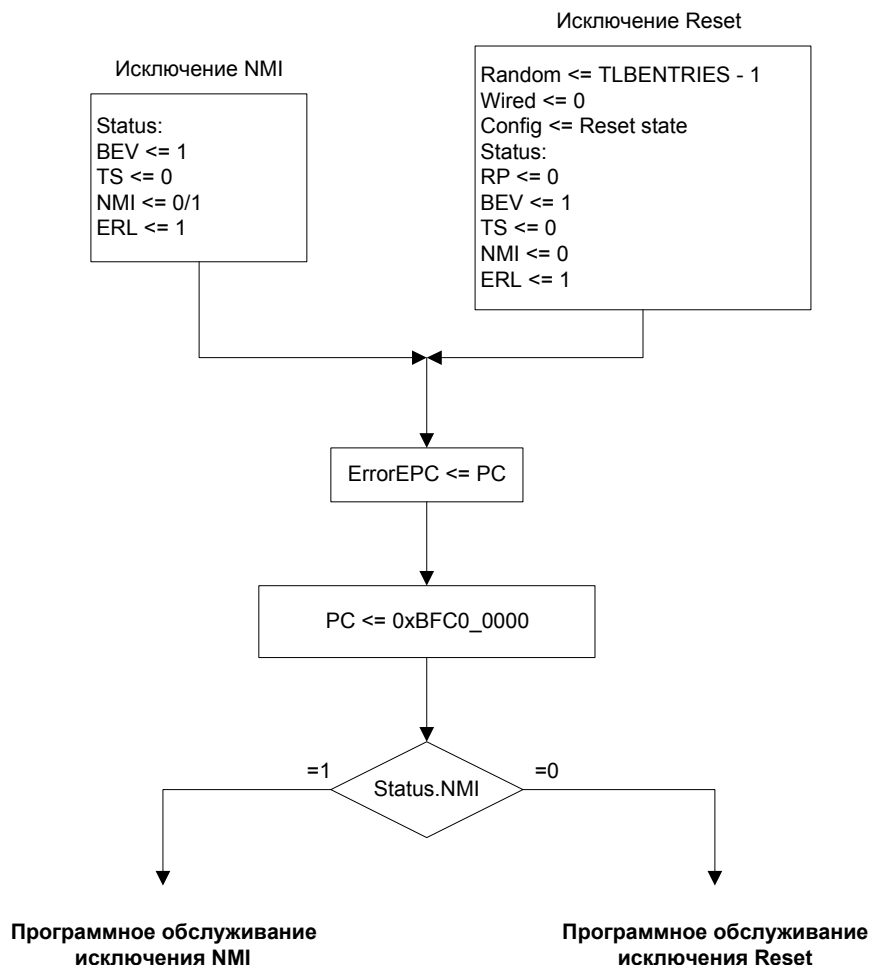 Исключение Reset
Исключение NMI
Random <= TLBENTRIES - 1
Wired <= 0
Config <= Reset state
Status:
RP <= 0
BEV <= 1
TS <= 0
NMI <= 0
ERL <= 1
Status:
BEV <= 1
TS <= 0
NMI <= 0/1
ERL <= 1
ErrorEPC <= PC
PC <= 0xBFC0_0000
=1
Status.NMI
=0
Программное обслуживание
исключения NMI
Программное обслуживание
исключения Reset